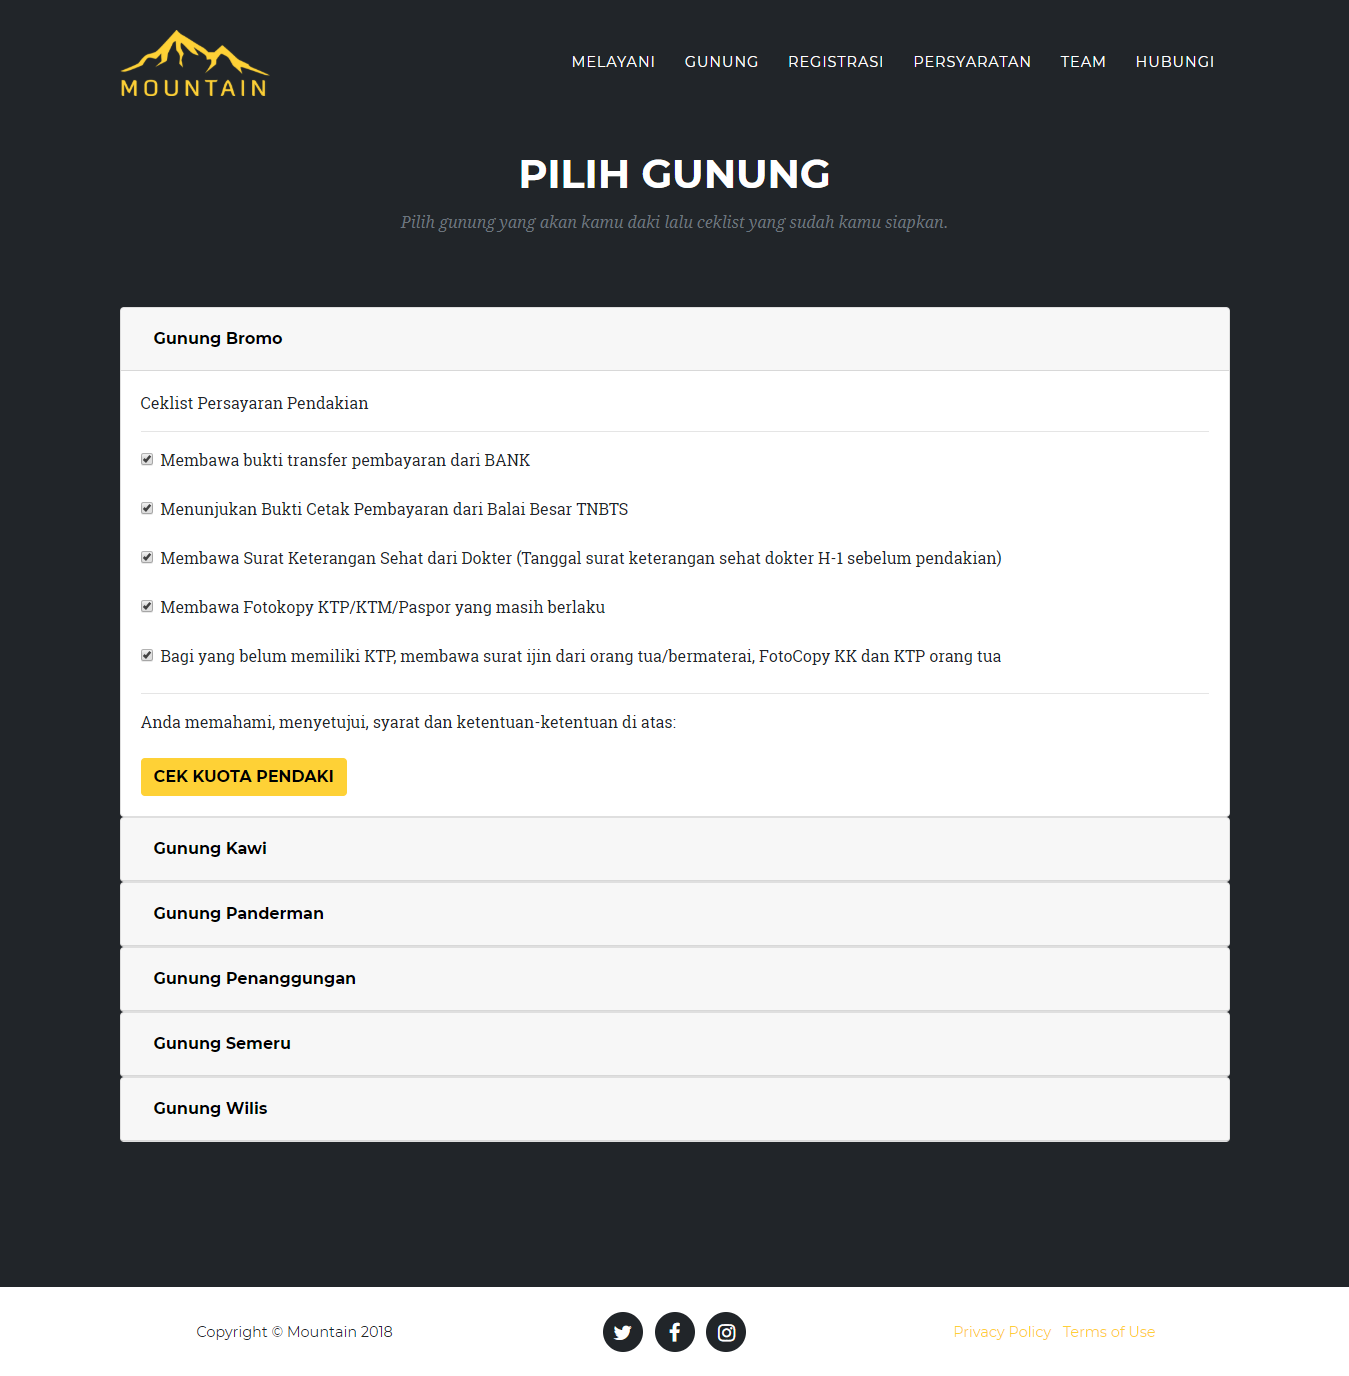 MOUNTAIN
MELAYANI GUNUNG REGISTRASI PERSYARATAN TEAM HUBUNGI
PILIH GUNUNG
Pilih gunung yang akan kamu daki lalu ceklist yang sudah kamu siapkan.
Gunung Bromo
Ceklist Persayaran Pendakian
Membawa bukti transfer pembayaran dari BANK
Menunjukan Bukti Cetak Pembayaran dari Balai Besar TNBTS
Membawa Surat Keterangan Sehat dari Dokter (Tanggal surat keterangan sehat dokter H-1 sebelum pendakian)
Membawa Fotokopy KTP/KTM/Paspor yang masih berlaku
Bagi yang belum memiliki KTP, membawa surat ijin dari orang tua/bermaterai, FotoCopy KK dan KTP orang tua
Anda memahami, menyetujui, syarat dan ketentuan-ketentuan di atas:
CEK KUOTA PENDAKI
Gunung Kawi
Gunung Panderman
Gunung Penanggungan
Gunung Semeru
Gunung Wilis
Copyright © Mountain 2018
Privacy Policy Terms of Use